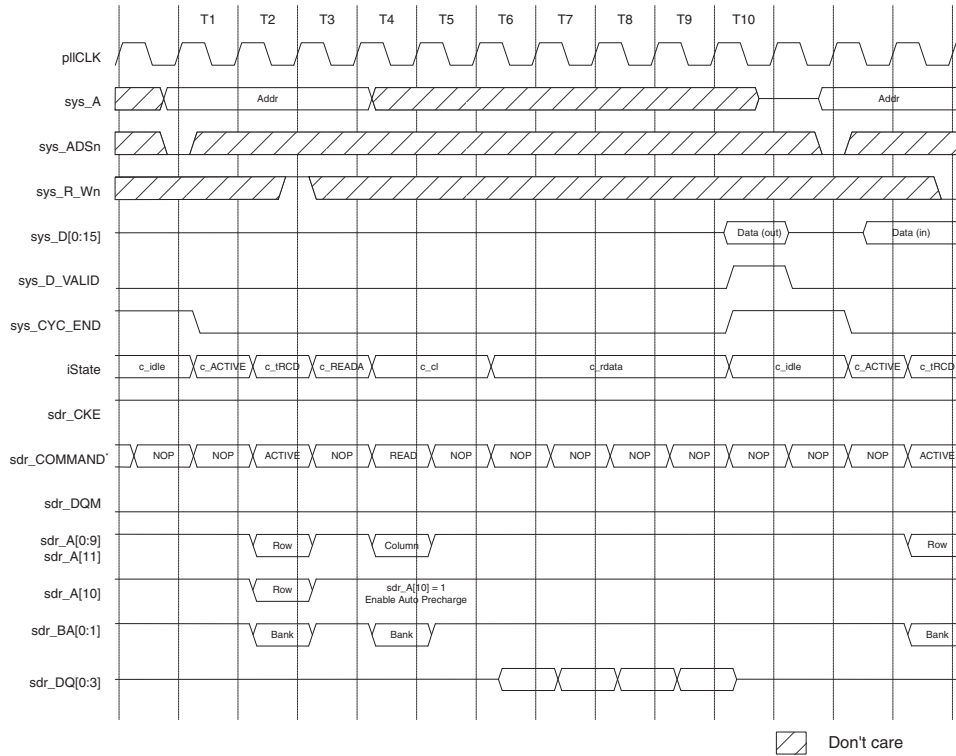 T1 T2 T3 T4 T5 T6 T7 T8 T9 T10
pllCLK
sys_A Addr Addr
sys_ADSn
sys_R_Wn
sys_D[0:15] Data (out) Data (in)
sys_D_VALID
sys_CYC_END
iState c_idle c_ACTIVE c_tRCD c_READA c_cl c_rdata c_idle c_ACTIVE c_tRCD
sdr_CKE
sdr_COMMAND* NOP NOP ACTIVE NOP READ NOP NOP NOP NOP NOP NOP NOP NOP ACTIVE
sdr_DQM
sdr_A[0:9]
sdr_A[11] Row Column Row
sdr_A[10] Row sdr_A[10] = 1
Enable Auto Precharge
sdr_BA[0:1] Bank Bank Bank
sdr_DQ[0:3]
Don't care